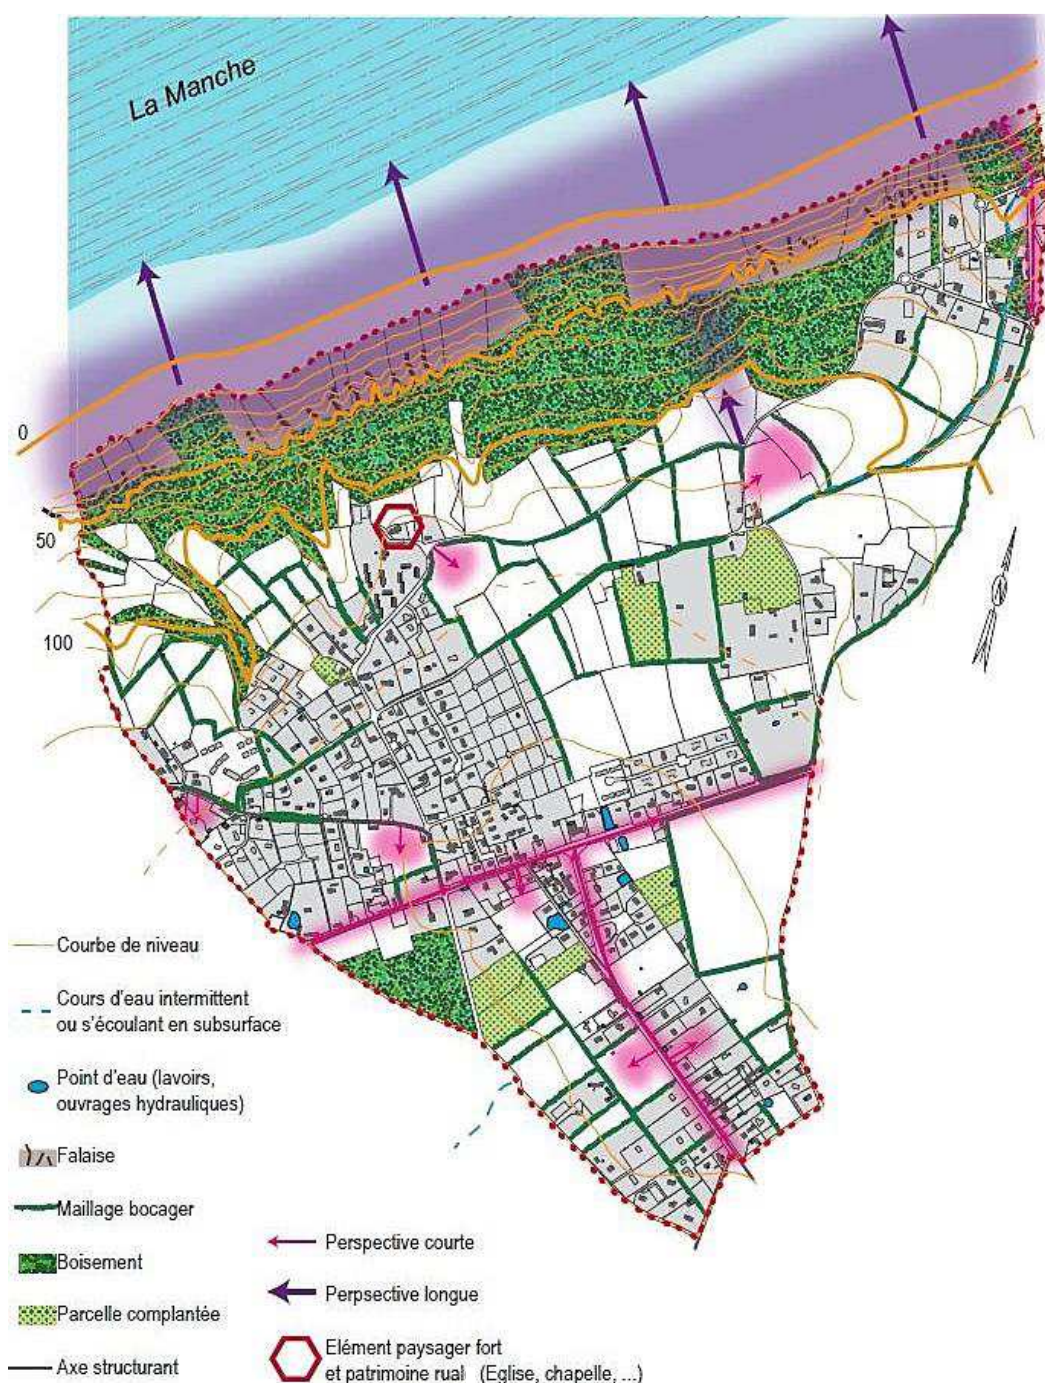 La Manche
0
50
100
Courbe de niveau
Cours d'eau intermittent
ou s'écoulant en subsurface
Point d'eau (lavoirs,
ouvrages hydrauliques)
Falaise
Maillage bocager
Boisement
Parcelle complantée
Axe structurant
Perspective courte
Perpsective longue
Elément paysager fort
et patrimoine rual (Eglise, chapelle, ...)